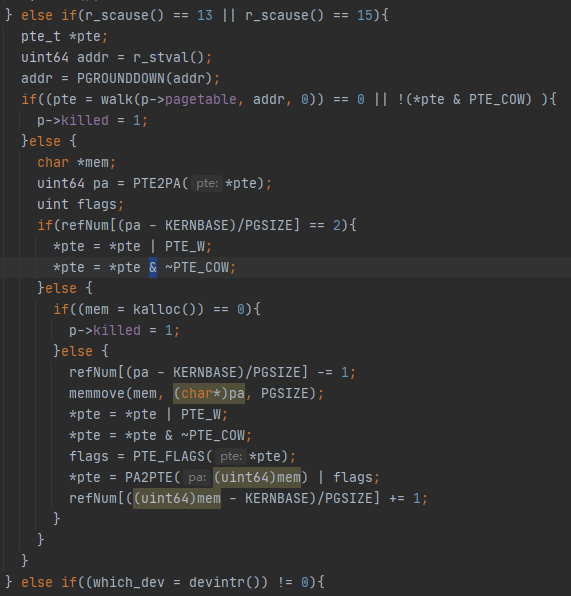 } else if(r_scause() == 13 || r_scause() == 15){
pte_t *pte;
uint64 addr = r_stval();
addr = PGROUNDDOWN(addr);
if((pte = walk(p->pagetable, addr, 0)) == 0 || !(*pte & PTE_COW) ){
p->killed = 1;
}else {
char *mem;
uint64 pa = PTE2PA( pte: *pte);
uint flags;
if(refNum[(pa - KERNBASE)/PGSIZE] == 2){
*pte = *pte | PTE_W;
*pte = *pte & ~PTE_COW;
}else {
if((mem = kalloc()) == 0){
p->killed = 1;
}else {
refNum[(pa - KERNBASE)/PGSIZE] -= 1;
memmove(mem, (char*)pa, PGSIZE);
*pte = *pte | PTE_W;
*pte = *pte & ~PTE_COW;
flags = PTE_FLAGS( pte: *pte);
*pte = PA2PTE( pa: (uint64)mem) | flags;
refNum[((uint64)mem - KERNBASE)/PGSIZE] += 1;
}
}
}
} else if((which_dev = devintr()) != 0){